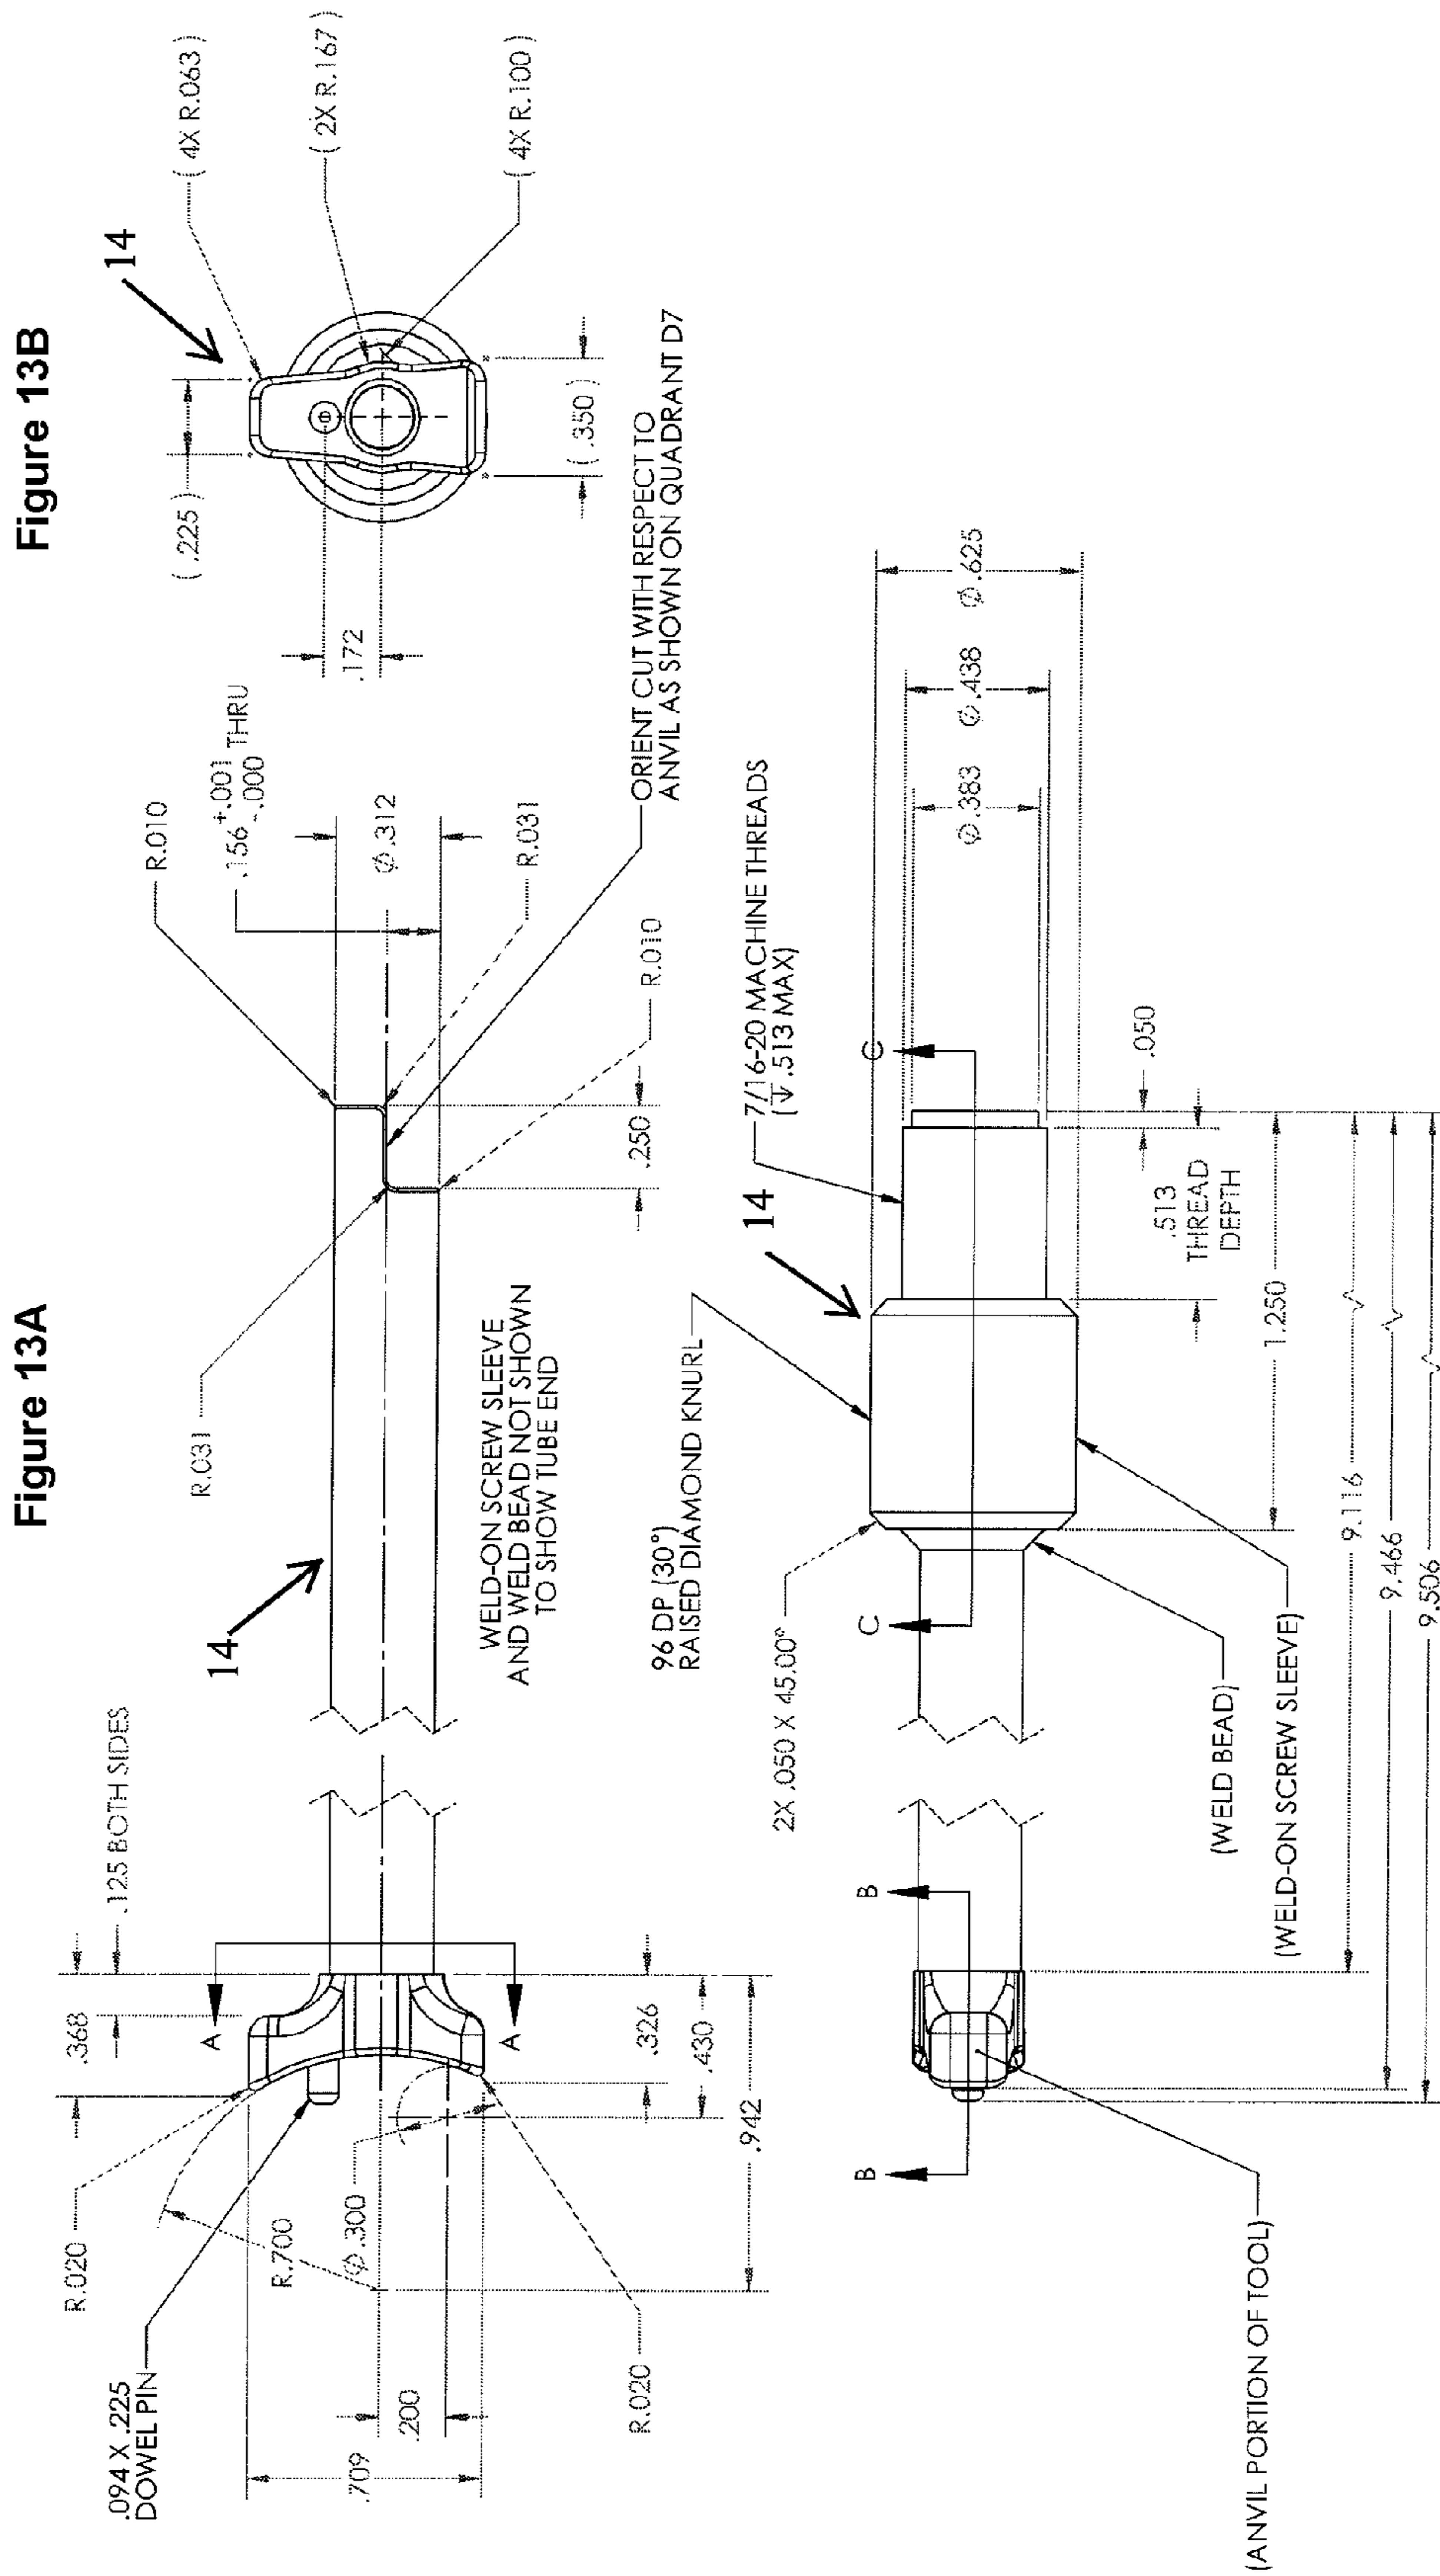 Figure 13A
.094 X .225
DOWEL PIN
R.020
.368
.125 BOTH SIDES
14
R.031
R.010
.156 +.001 -.000 THRU
Ø.312
R.031
R.010
.250
ORIENT CUT WITH RESPECT TO
ANVIL AS SHOWN ON QUADRANT D7
WELD-ON SCREW SLEEVE
AND WELD BEAD NOT SHOWN
TO SHOW TUBE END
A
A
R.700
Ø.300
.709
.200
R.020
.326
.430
.942
Figure 13B
14
( .225 )
( 4X R.063 )
( 2X R.167 )
( 4X R.100 )
.172
( .350 )
96 DP (30°)
RAISED DIAMOND KNURL
14
7/16-20 MACHINE THREADS
(↧ .513 MAX)
2X .050 X 45.00°
B
B
C
C
Ø.383
Ø.438
Ø.625
.050
.513
THREAD
DEPTH
1.250
(WELD BEAD)
(WELD-ON SCREW SLEEVE)
(ANVIL PORTION OF TOOL)
9.116
9.466
9.506